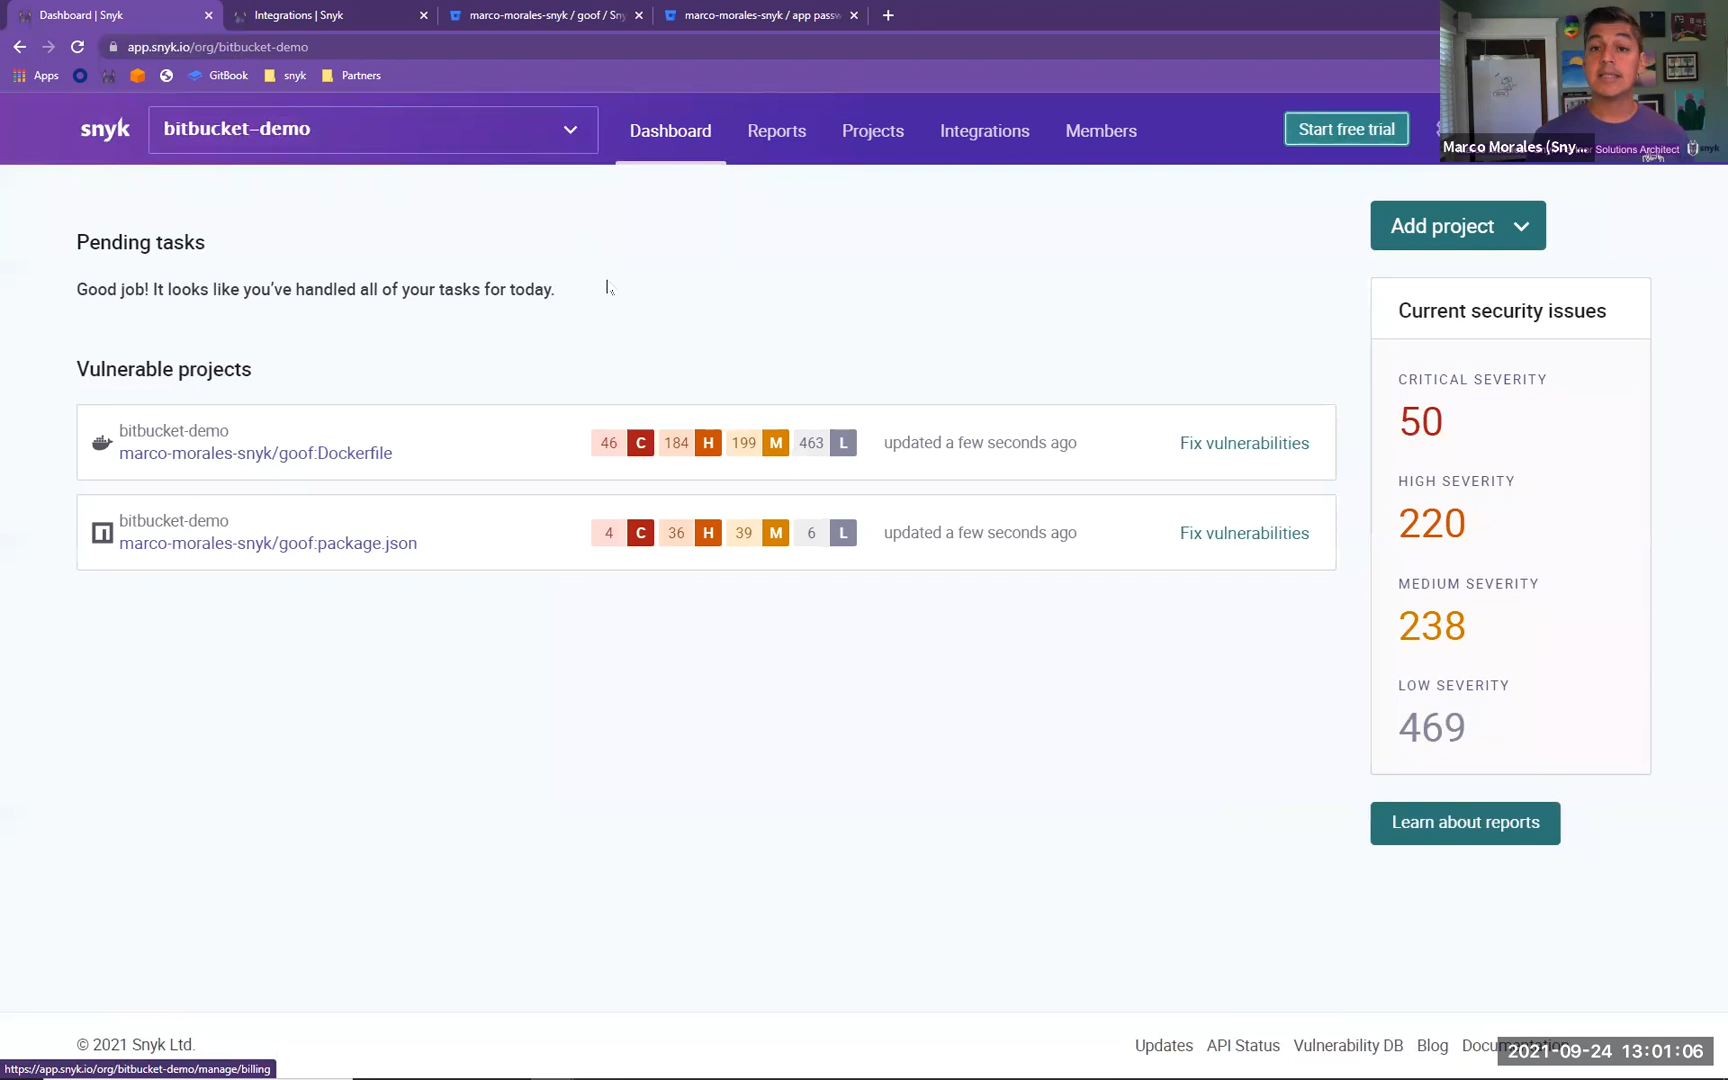 Dashboard | Snyk
Integrations | Snyk
marco-morales-snyk / goof / Sny
marco-morales-snyk / app passw
app.snyk.io/org/bitbucket-demo
Apps
GitBook
snyk
Partners
snyk
bitbucket-demo
Dashboard
Reports
Projects
Integrations
Members
Start free trial
Marco Morales (Sny...
Solutions Architect
snyk
Pending tasks
Good job! It looks like you've handled all of your tasks for today.
Add project
Vulnerable projects
bitbucket-demo
marco-morales-snyk/goof:Dockerfile
46 C 184 H 199 M 463 L
updated a few seconds ago
Fix vulnerabilities
bitbucket-demo
marco-morales-snyk/goof:package.json
4 C 36 H 39 M 6 L
updated a few seconds ago
Fix vulnerabilities
Current security issues
CRITICAL SEVERITY
50
HIGH SEVERITY
220
MEDIUM SEVERITY
238
LOW SEVERITY
469
Learn about reports
© 2021 Snyk Ltd.
Updates
API Status
Vulnerability DB
Blog
2021-09-24 13:01:06
https://app.snyk.io/org/bitbucket-demo/manage/billing